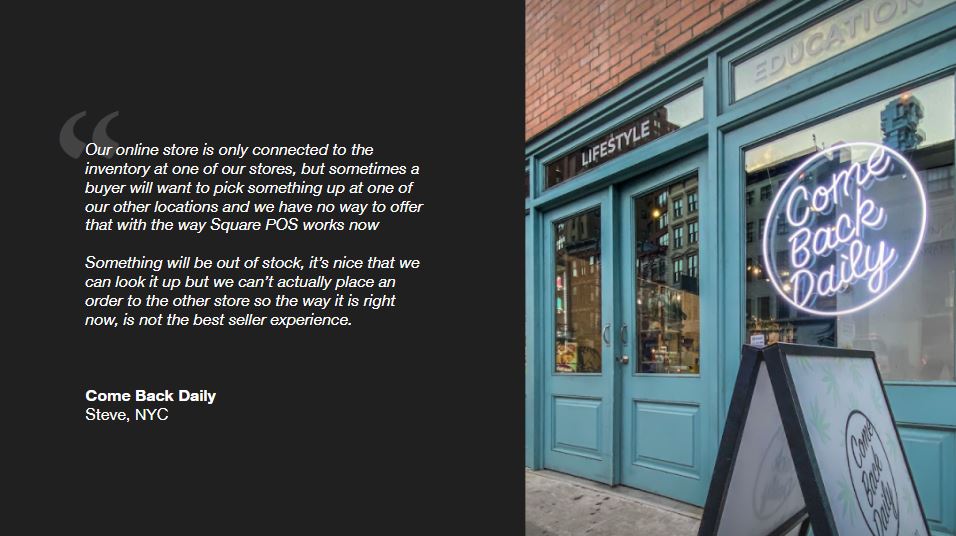 “
Our online store is only connected to the
inventory at one of our stores, but sometimes a
buyer will want to pick something up at one of
our other locations and we have no way to offer
that with the way Square POS works now
Something will be out of stock, it’s nice that we
can look it up but we can’t actually place an
order to the other store so the way it is right
now, is not the best seller experience.
Come Back Daily
Steve, NYC
EDUCATION
LIFESTYLE
Come
Back
Daily
Come
Back
Daily